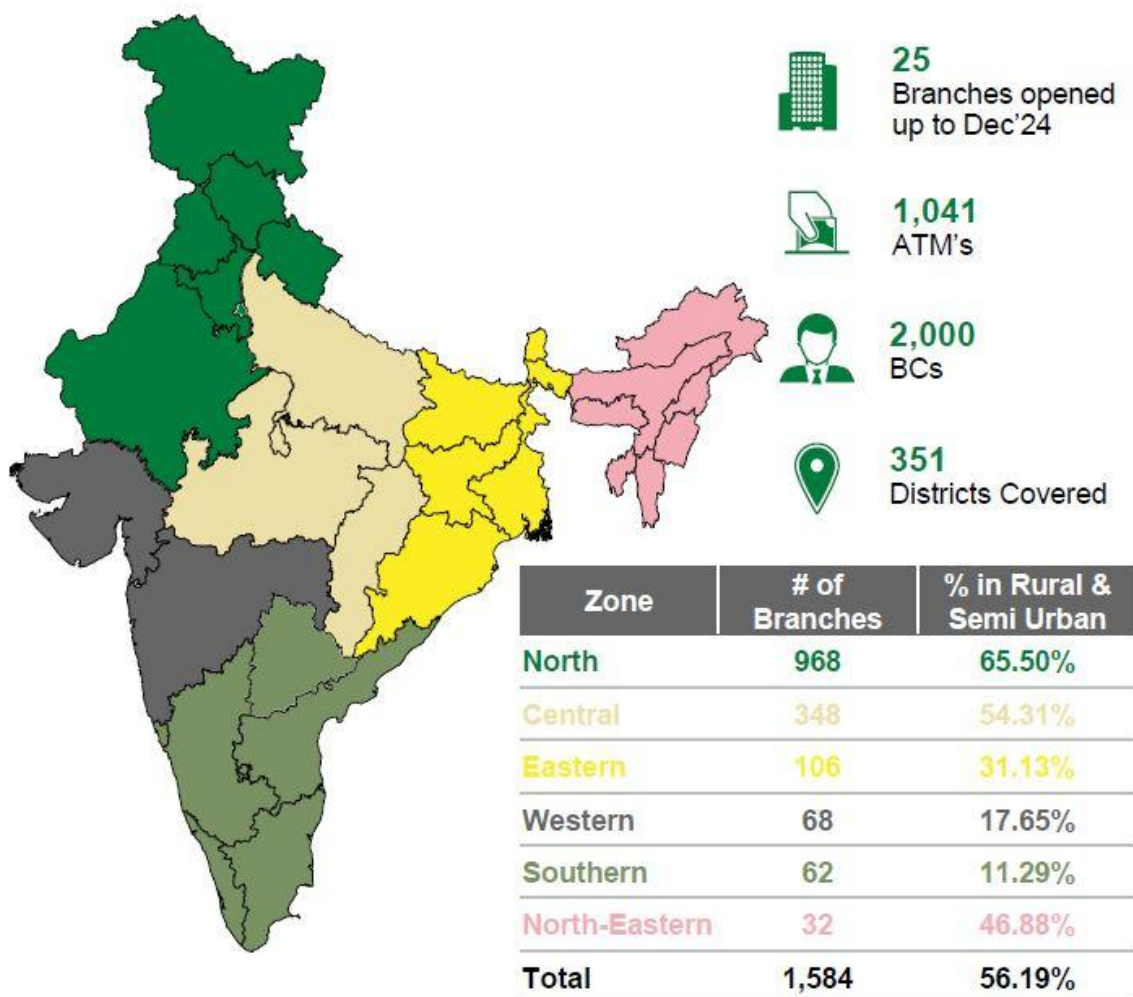 25
Branches opened
up to Dec'24
1,041
ATM's
2,000
BCs
351
Districts Covered
Zone # of Branches % in Rural & Semi Urban
North 968 65.50%
Central 348 54.31%
Eastern 106 31.13%
Western 68 17.65%
Southern 62 11.29%
North-Eastern 32 46.88%
Total 1,584 56.19%